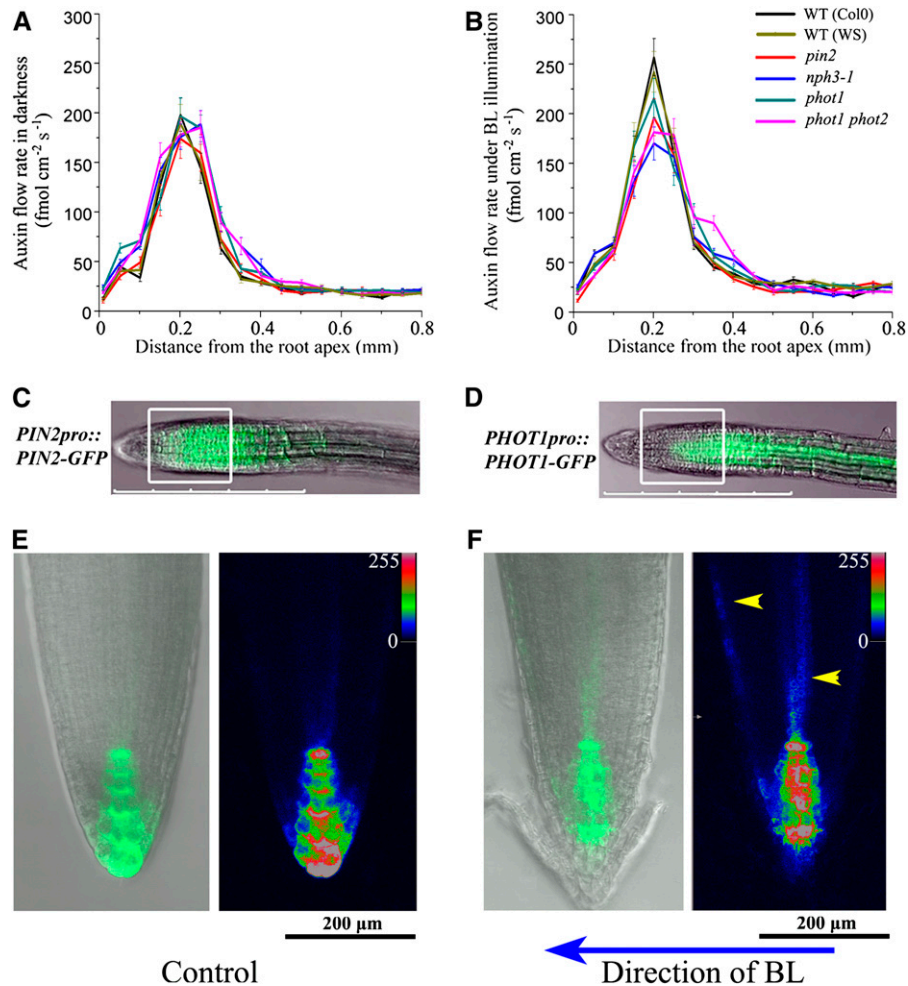 A
Auxin flow rate in darkness
(fmol cm⁻² s⁻¹)
300
250
200
150
100
50
0
0
0.2
0.4
0.6
0.8
Distance from the root apex (mm)
B
Auxin flow rate under BL illumination
(fmol cm⁻² s⁻¹)
300
250
200
150
100
50
0
0
0.2
0.4
0.6
0.8
Distance from the root apex (mm)
WT (Col0)
WT (WS)
pin2
nph3-1
phot1
phot1 phot2
C
PIN2pro::
PIN2-GFP
D
PHOT1pro::
PHOT1-GFP
E
255
0
200 µm
Control
F
255
0
200 µm
Direction of BL